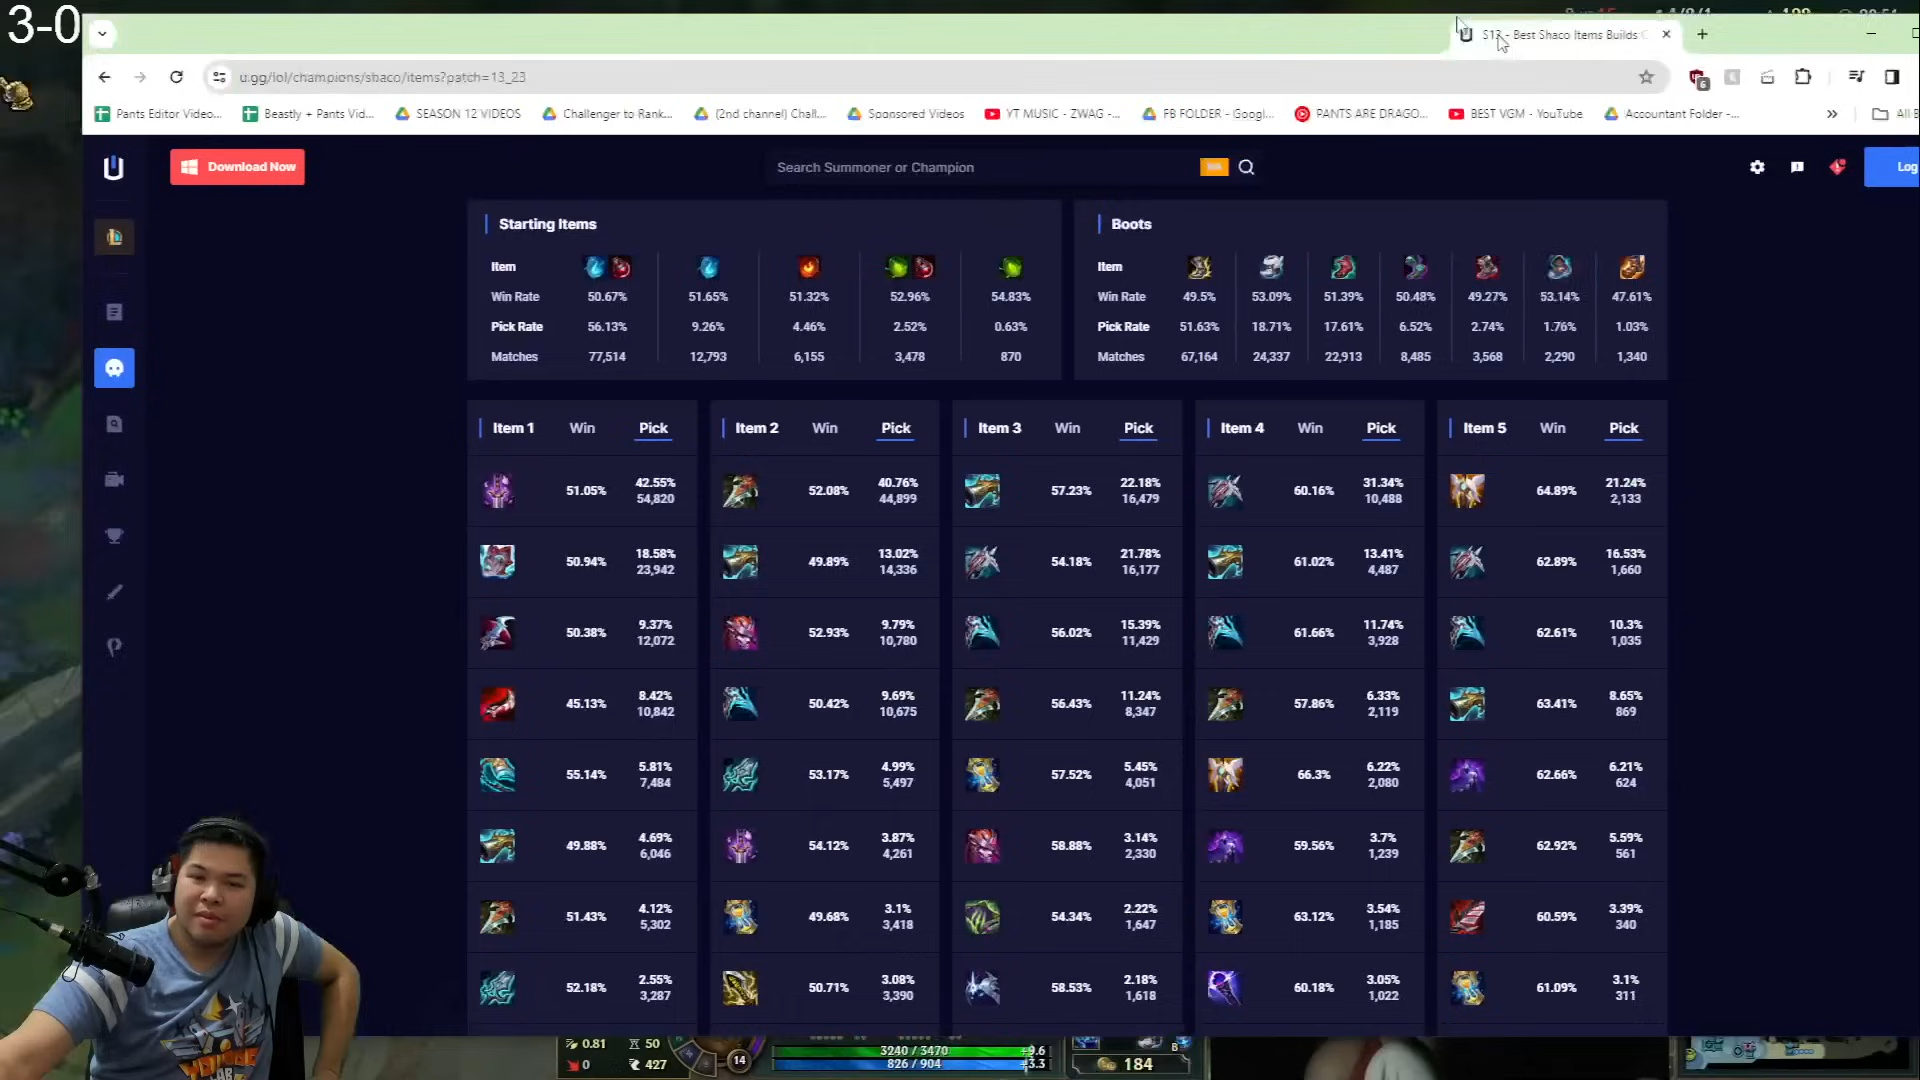 3-0
S13 - Best Shaco Items Builds
u.gg/lol/champions/shaco/items?patch=13_23
6
Pants Editor Video...
Beastly + Pants Vid...
SEASON 12 VIDEOS
Challenger to Rank...
(2nd channel) Chall...
Sponsored Videos
YT MUSIC - ZWAG -...
FB FOLDER - Googl...
PANTS ARE DRAGO...
BEST VGM - YouTube
Accountant Folder -...
»
All B
Download Now
Search Summoner or Champion
Log
Starting Items
Item
Win Rate 50.67% 51.65% 51.32% 52.96% 54.83%
Pick Rate 56.13% 9.26% 4.46% 2.52% 0.63%
Matches 77,514 12,793 6,155 3,478 870
Boots
Item
Win Rate 49.5% 53.09% 51.39% 50.48% 49.27% 53.14% 47.61%
Pick Rate 51.63% 18.71% 17.61% 6.52% 2.74% 1.76% 1.03%
Matches 67,164 24,337 22,913 8,485 3,568 2,290 1,340
Item 1 Win Pick
51.05% 42.55%
54,820
50.94% 18.58%
23,942
50.38% 9.37%
12,072
45.13% 8.42%
10,842
55.14% 5.81%
7,484
49.88% 4.69%
6,046
51.43% 4.12%
5,302
52.18% 2.55%
3,287
Item 2 Win Pick
52.08% 40.76%
44,899
49.89% 13.02%
14,336
52.93% 9.79%
10,780
50.42% 9.69%
10,675
53.17% 4.99%
5,497
54.12% 3.87%
4,261
49.68% 3.1%
3,418
50.71% 3.08%
3,390
Item 3 Win Pick
57.23% 22.18%
16,479
54.18% 21.78%
16,177
56.02% 15.39%
11,429
56.43% 11.24%
8,347
57.52% 5.45%
4,051
58.88% 3.14%
2,330
54.34% 2.22%
1,647
58.53% 2.18%
1,618
Item 4 Win Pick
60.16% 31.34%
10,488
61.02% 13.41%
4,487
61.66% 11.74%
3,928
57.86% 6.33%
2,119
66.3% 6.22%
2,080
59.56% 3.7%
1,239
63.12% 3.54%
1,185
60.18% 3.05%
1,022
Item 5 Win Pick
64.89% 21.24%
2,133
62.89% 16.53%
1,660
62.61% 10.3%
1,035
63.41% 8.65%
869
62.66% 6.21%
624
62.92% 5.59%
561
60.59% 3.39%
340
61.09% 3.1%
311
0.81 50
0 427
14
3240 / 3470
826 / 904
B
184